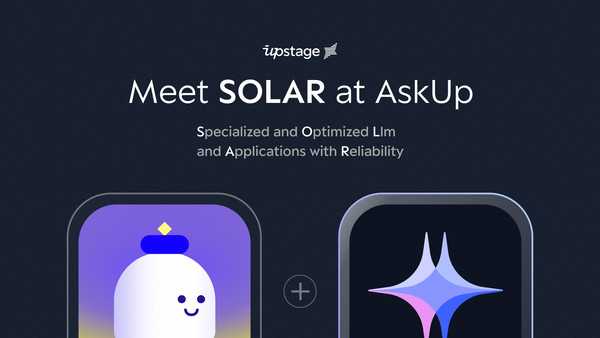 upstage
Meet SOLAR at AskUp
Specialized and Optimized Llm
and Applications with Reliability